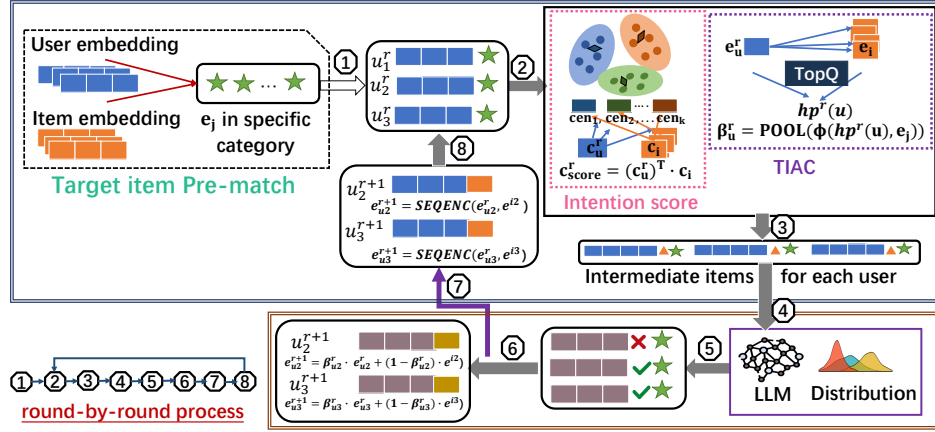 User embedding
Item embedding
e_j in specific
category
Target item Pre-match
①
u_1^r
u_2^r
u_3^r
②
cen_1, cen_2, ... , cen_k
c_u^r
c_i
c_score^r = (c_u^r)^T · c_i
Intention score
e_u^r
e_i
TopQ
hp^r(u)
β_u^r = POOL(ϕ(hp^r(u), e_j))
TIAC
③
Intermediate items for each user
④
LLM
Distribution
⑤
⑥
u_2^{r+1}
e_{u2}^{r+1} = β_{u2}^r · e_{u2}^r + (1 − β_{u2}^r) · e^{i2})
u_3^{r+1}
e_{u3}^{r+1} = β_{u3}^r · e_{u3}^r + (1 − β_{u3}^r) · e^{i3})
⑦
u_2^{r+1}
e_{u2}^{r+1} = SEQENC(e_{u2}^r, e^{i2})
u_3^{r+1}
e_{u3}^{r+1} = SEQENC(e_{u3}^r, e^{i3})
⑧
1 2 3 4 5 6 7 8
round-by-round process